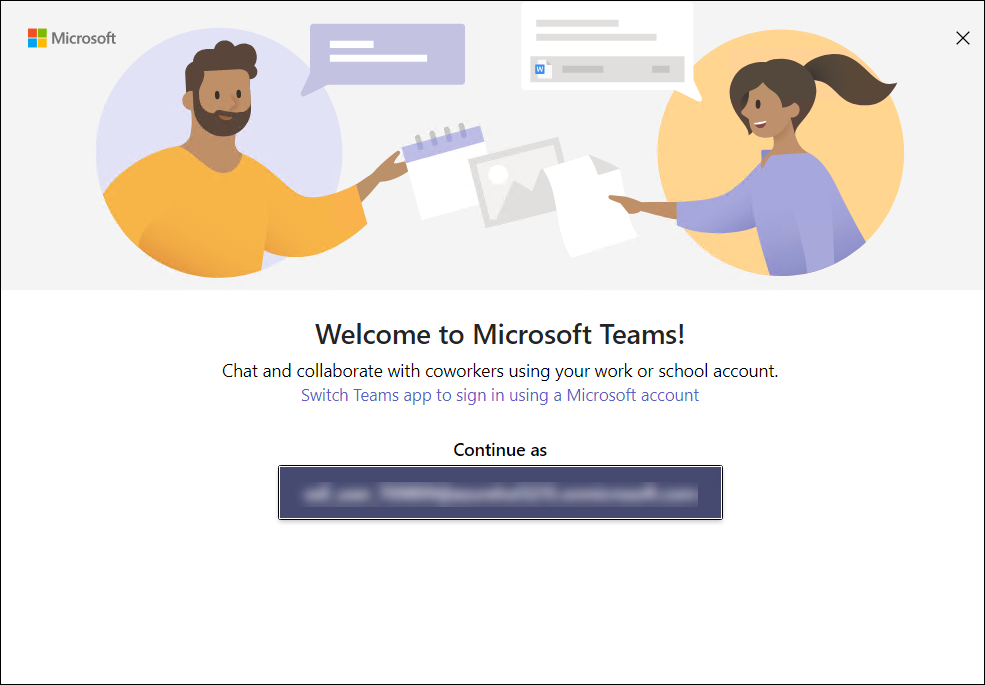 Microsoft
W
Welcome to Microsoft Teams!
Chat and collaborate with coworkers using your work or school account.
Switch Teams app to sign in using a Microsoft account
Continue as